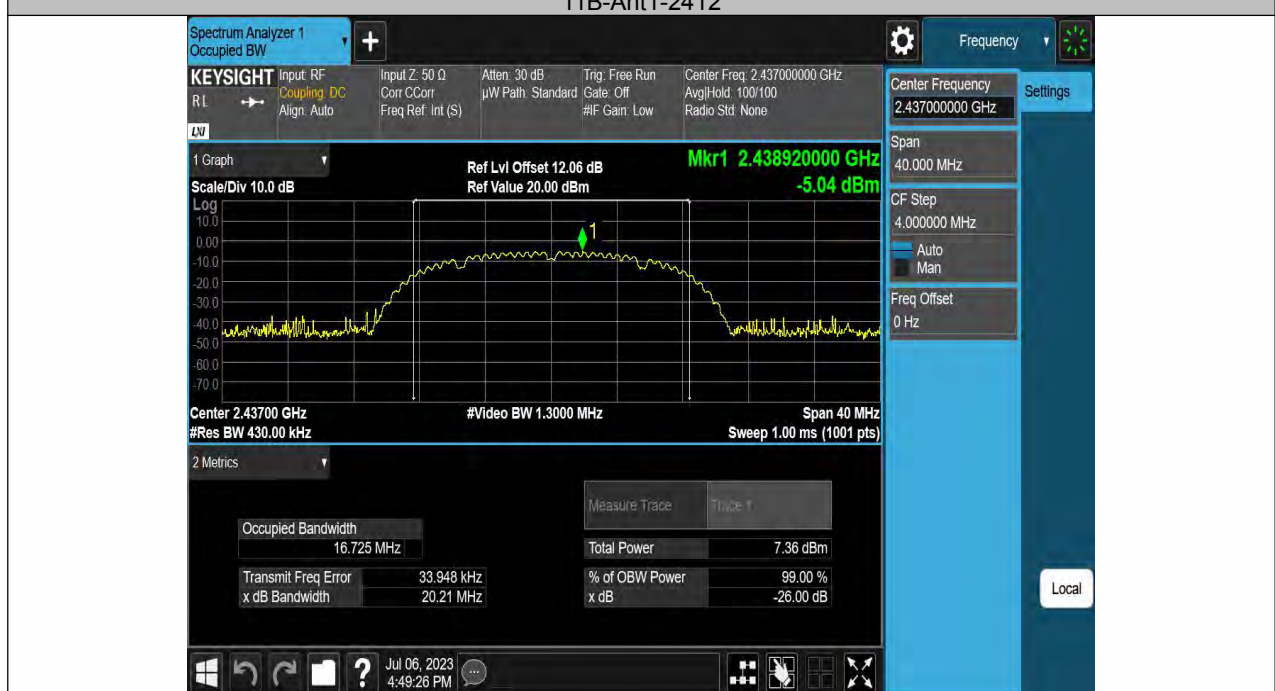 11B-Ant1-2412
Spectrum Analyzer 1
Occupied BW
Frequency
KEYSIGHT
RL
LXI
Input: RF
Coupling: DC
Align: Auto
Input Z: 50 Ω
Corr CCorr
Freq Ref: Int (S)
Atten: 30 dB
µW Path: Standard
Trig: Free Run
Gate: Off
#IF Gain: Low
Center Freq: 2.437000000 GHz
Avg|Hold: 100/100
Radio Std: None
Center Frequency
2.437000000 GHz
Settings
Span
40.000 MHz
CF Step
4.000000 MHz
Auto
Man
Freq Offset
0 Hz
Local
1 Graph
Scale/Div 10.0 dB
Ref Lvl Offset 12.06 dB
Ref Value 20.00 dBm
Mkr1 2.438920000 GHz
-5.04 dBm
Log
10.0
0.00
-10.0
-20.0
-30.0
-40.0
-50.0
-60.0
-70.0
1
Center 2.43700 GHz
#Res BW 430.00 kHz
#Video BW 1.3000 MHz
Span 40 MHz
Sweep 1.00 ms (1001 pts)
2 Metrics
Measure Trace
Trace 1
Occupied Bandwidth
16.725 MHz
Total Power 7.36 dBm
Transmit Freq Error 33.948 kHz
% of OBW Power 99.00 %
x dB Bandwidth 20.21 MHz
x dB -26.00 dB
?
Jul 06, 2023
4:49:26 PM